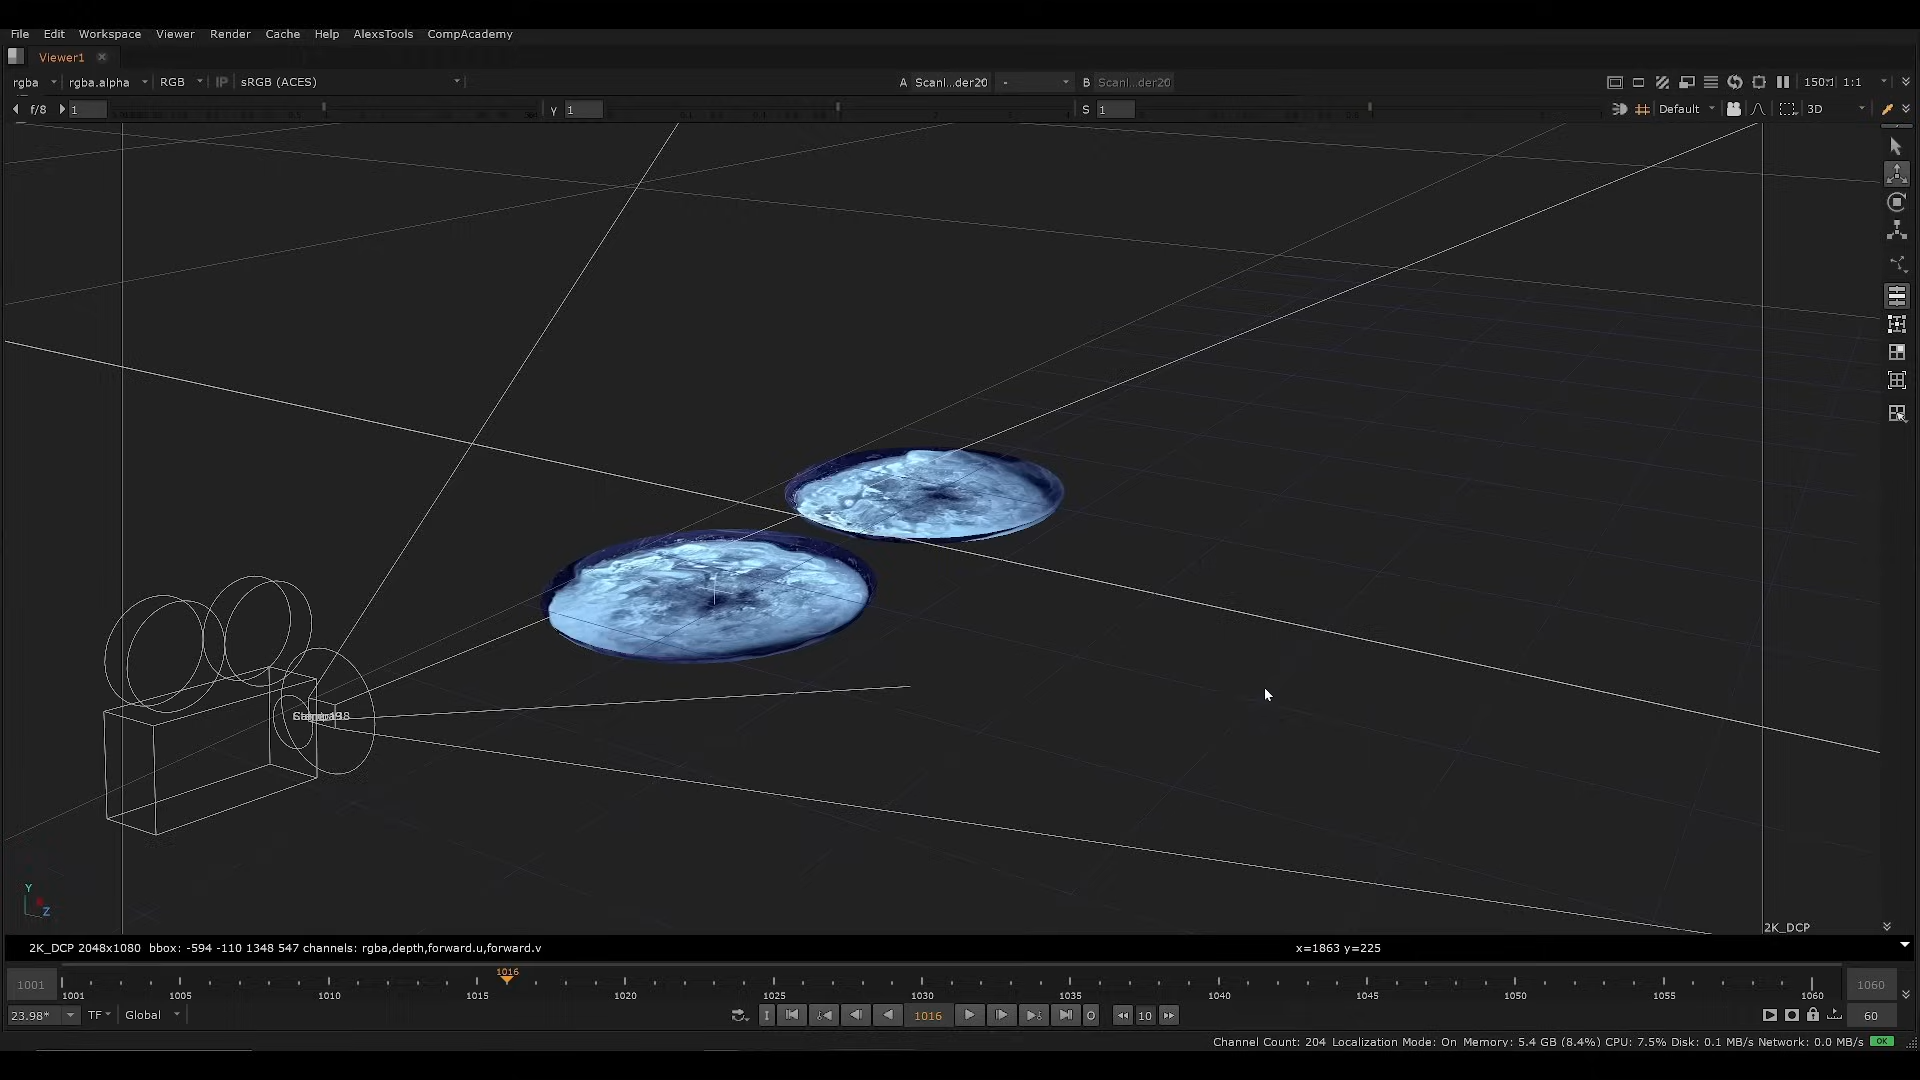 File Edit Workspace Viewer Render Cache Help AlexsTools CompAcademy
Viewer1
rgba rgba.alpha RGB IP sRGB (ACES) A Scanl...der20 - B Scanl...der20 1:1
f/8 1 Y 1 S 1 Default 3D
Y
Z
2K_DCP
2K_DCP 2048x1080 bbox: -594 -110 1348 547 channels: rgba,depth,forward.u,forward.v x=1863 y=225
1016
1001 1060
1001 1005 1010 1015 1020 1025 1030 1035 1040 1045 1050 1055 1060
23.98* TF Global I 1016 O 10 60
Channel Count: 204 Localization Mode: On Memory: 5.4 GB (8.4%) CPU: 7.5% Disk: 0.1 MB/s Network: 0.0 MB/s OK